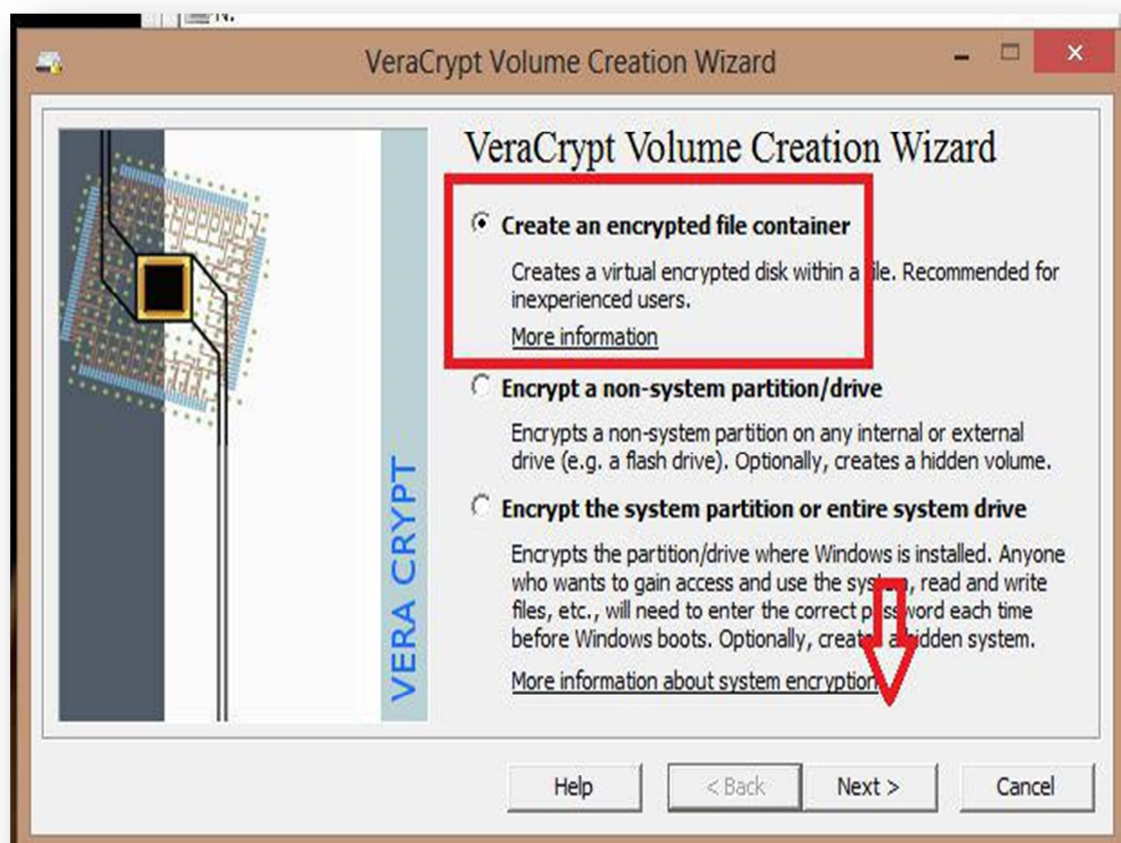 N:
VeraCrypt Volume Creation Wizard
VeraCrypt Volume Creation Wizard
Create an encrypted file container
Creates a virtual encrypted disk within a file. Recommended for
inexperienced users.
More information
Encrypt a non-system partition/drive
Encrypts a non-system partition on any internal or external
drive (e.g. a flash drive). Optionally, creates a hidden volume.
Encrypt the system partition or entire system drive
Encrypts the partition/drive where Windows is installed. Anyone
who wants to gain access and use the system, read and write
files, etc., will need to enter the correct password each time
before Windows boots. Optionally, creates a hidden system.
More information about system encryption
VERA CRYPT
Help
< Back
Next >
Cancel